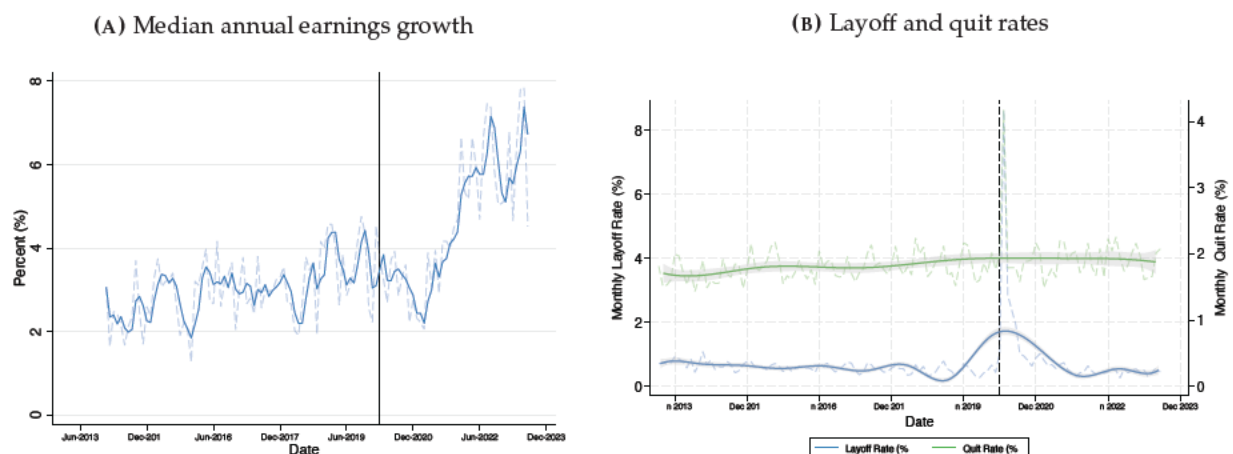 (A) Median annual earnings growth
(B) Layoff and quit rates
8
6
4
2
0
Percent (%)
Jun-2013 Dec-201 Jun-2016 Dec-2017 Jun-2019 Dec-2020 Jun-2022 Dec-2023
Date
8
6
4
2
0
Monthly Layoff Rate (%)
4
3
2
1
0
Monthly Quit Rate (%)
n 2013 Dec 201 n 2016 Dec 201 n 2019 Dec 2020 n 2022 Dec 2023
Date
Layoff Rate (% Quit Rate (%